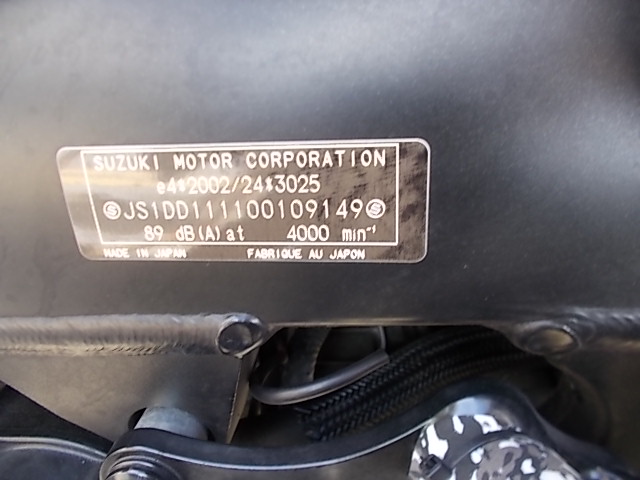 SUZUKI MOTOR CORPORATION
e4*2002/24*3025
JS1DD111100109149
89 dB(A) at 4000 min⁻¹
MADE IN JAPAN FABRIQUE AU JAPON